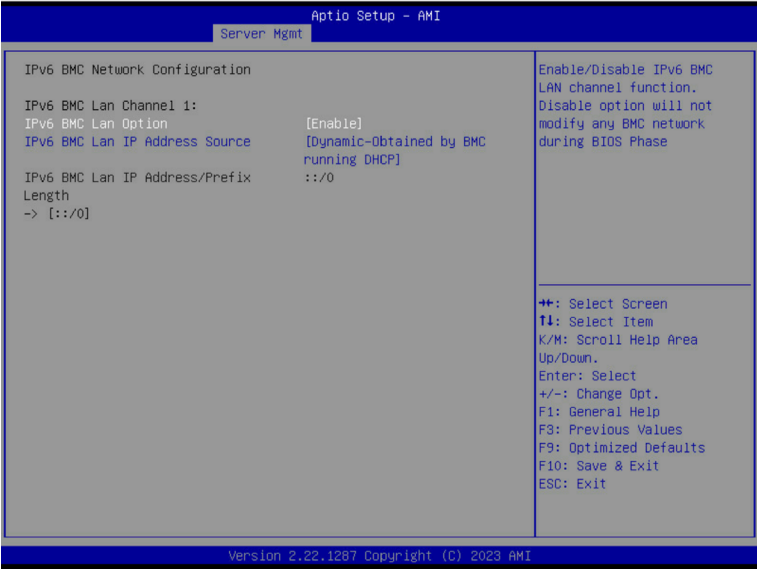 Aptio Setup – AMI
Server Mgmt
IPv6 BMC Network Configuration
IPv6 BMC Lan Channel 1:
IPv6 BMC Lan Option [Enable]
IPv6 BMC Lan IP Address Source [Dynamic-Obtained by BMC
running DHCP]
IPv6 BMC Lan IP Address/Prefix ::/0
Length
-> [::/0]
Enable/Disable IPv6 BMC
LAN channel function.
Disable option will not
modify any BMC network
during BIOS Phase
→←: Select Screen
↑↓: Select Item
K/M: Scroll Help Area
Up/Down.
Enter: Select
+/-: Change Opt.
F1: General Help
F3: Previous Values
F9: Optimized Defaults
F10: Save & Exit
ESC: Exit
Version 2.22.1287 Copyright (C) 2023 AMI